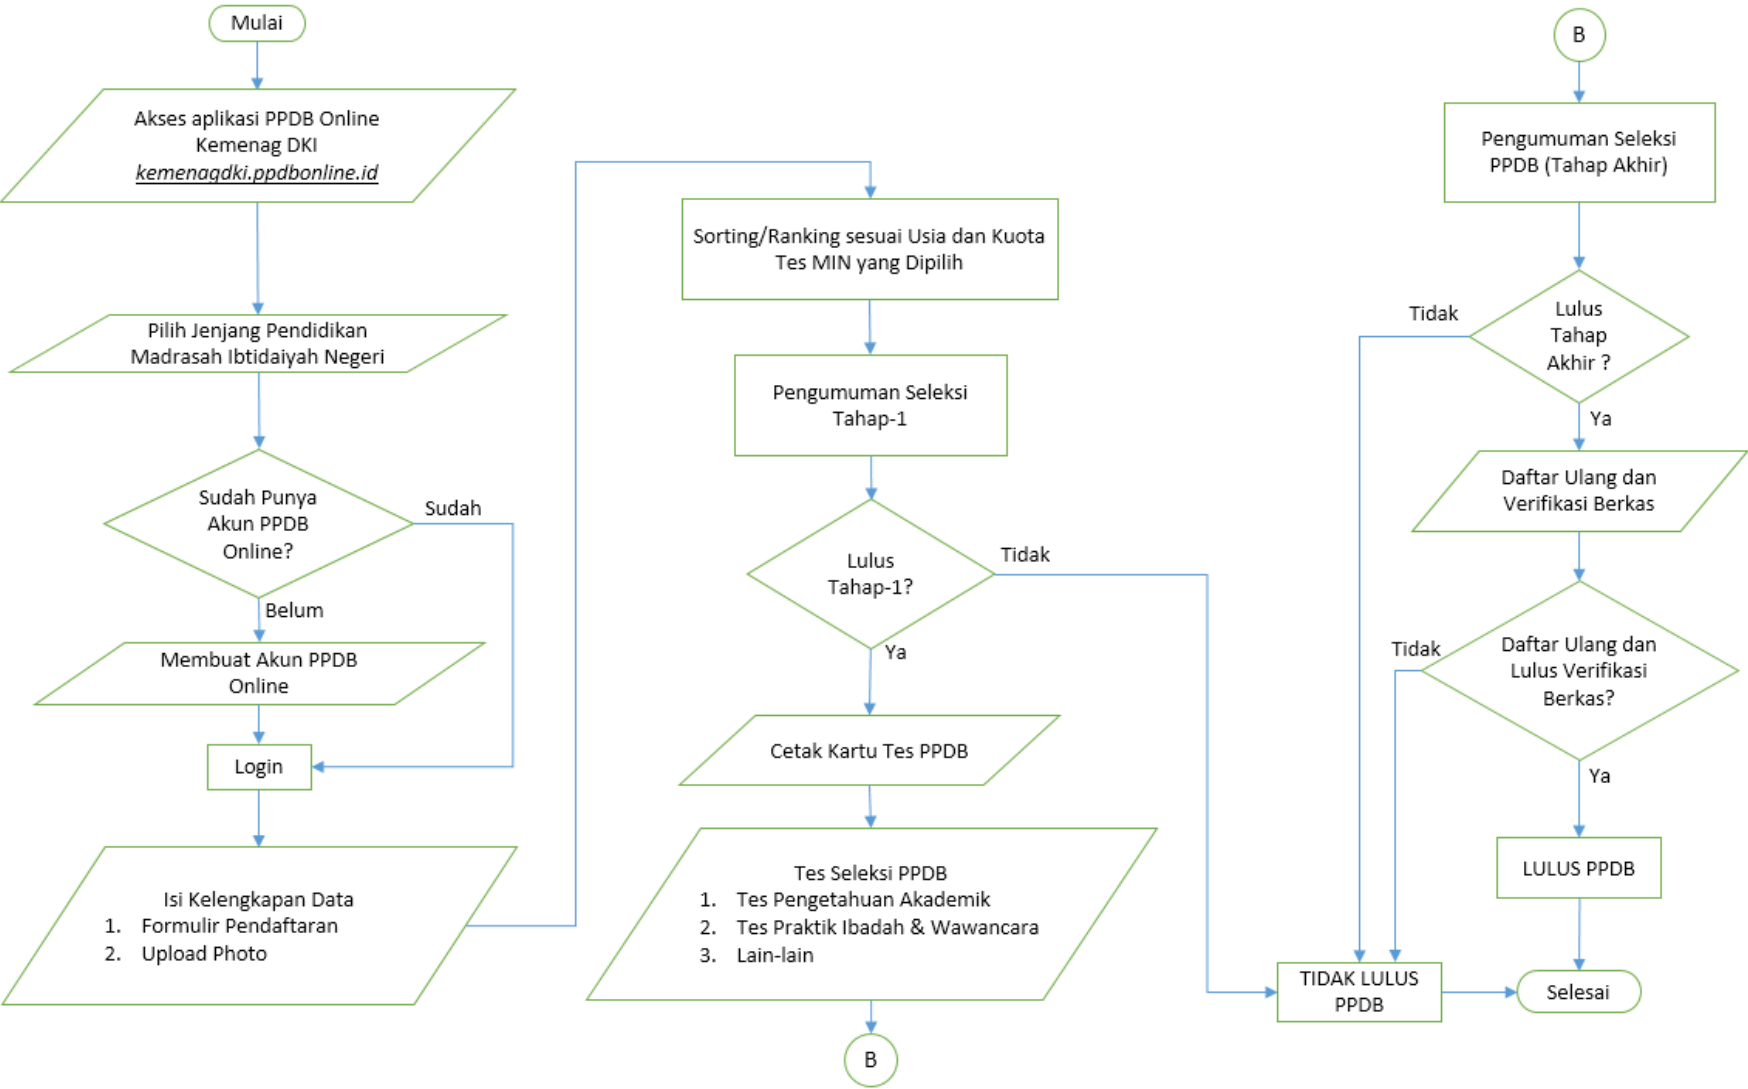 Mulai
Akses aplikasi PPDB Online
Kemenag DKI
kemenagdki.ppdbonline.id
Pilih Jenjang Pendidikan
Madrasah Ibtidaiyah Negeri
Sudah Punya
Akun PPDB
Online?
Sudah
Belum
Membuat Akun PPDB
Online
Login
Isi Kelengkapan Data
1. Formulir Pendaftaran
2. Upload Photo
Sorting/Ranking sesuai Usia dan Kuota
Tes MIN yang Dipilih
Pengumuman Seleksi
Tahap-1
Lulus
Tahap-1?
Tidak
Ya
Cetak Kartu Tes PPDB
Tes Seleksi PPDB
1. Tes Pengetahuan Akademik
2. Tes Praktik Ibadah & Wawancara
3. Lain-lain
B
B
Pengumuman Seleksi
PPDB (Tahap Akhir)
Lulus
Tahap
Akhir ?
Tidak
Ya
Daftar Ulang dan
Verifikasi Berkas
Daftar Ulang dan
Lulus Verifikasi
Berkas?
Tidak
Ya
LULUS PPDB
TIDAK LULUS
PPDB
Selesai